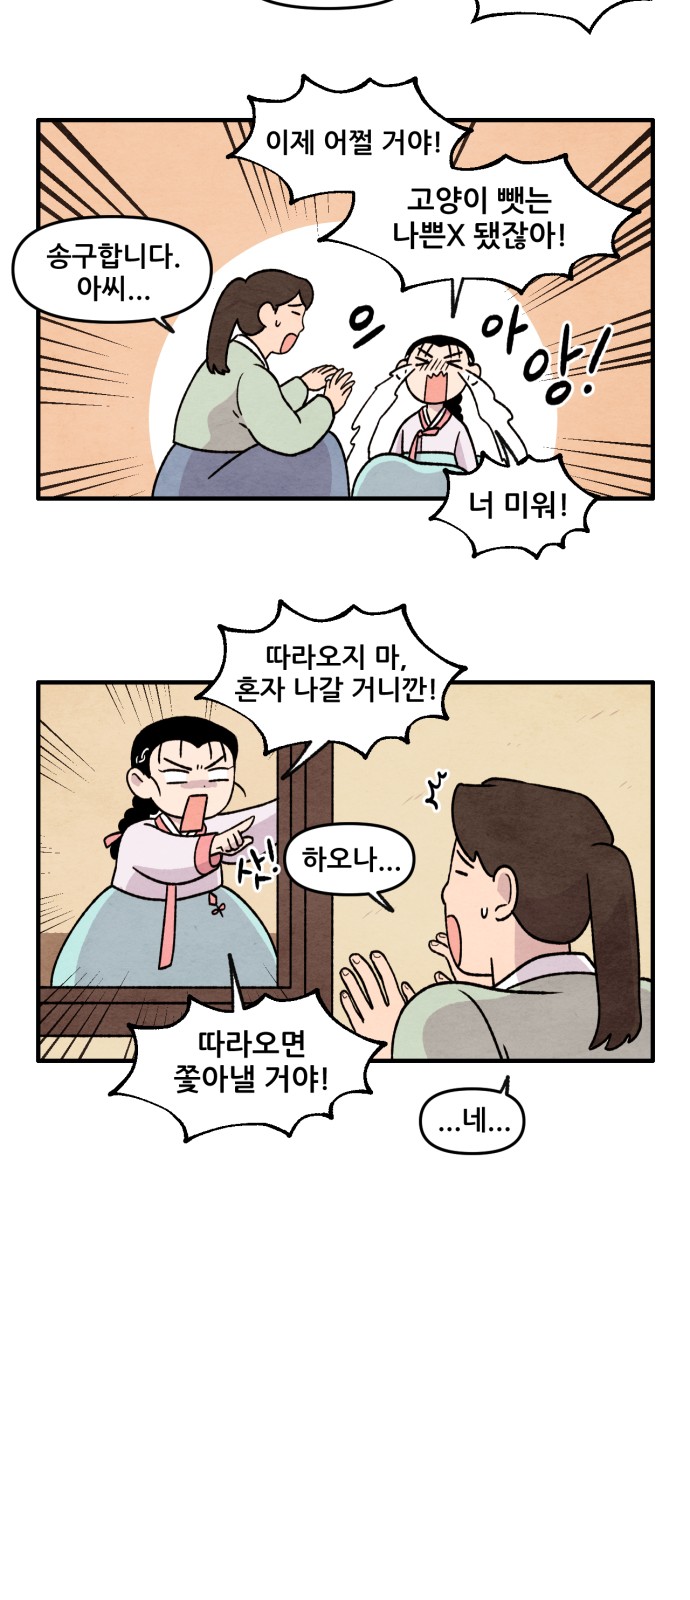 이제 어쩔 거야!
고양이 뺏는
나쁜X 됐잖아!
송구합니다.
아씨...
으
아
앙!
너 미워!
따라오지 마,
혼자 나갈 거니깐!
삿!
하오나...
따라오면
쫓아낼 거야!
...네...